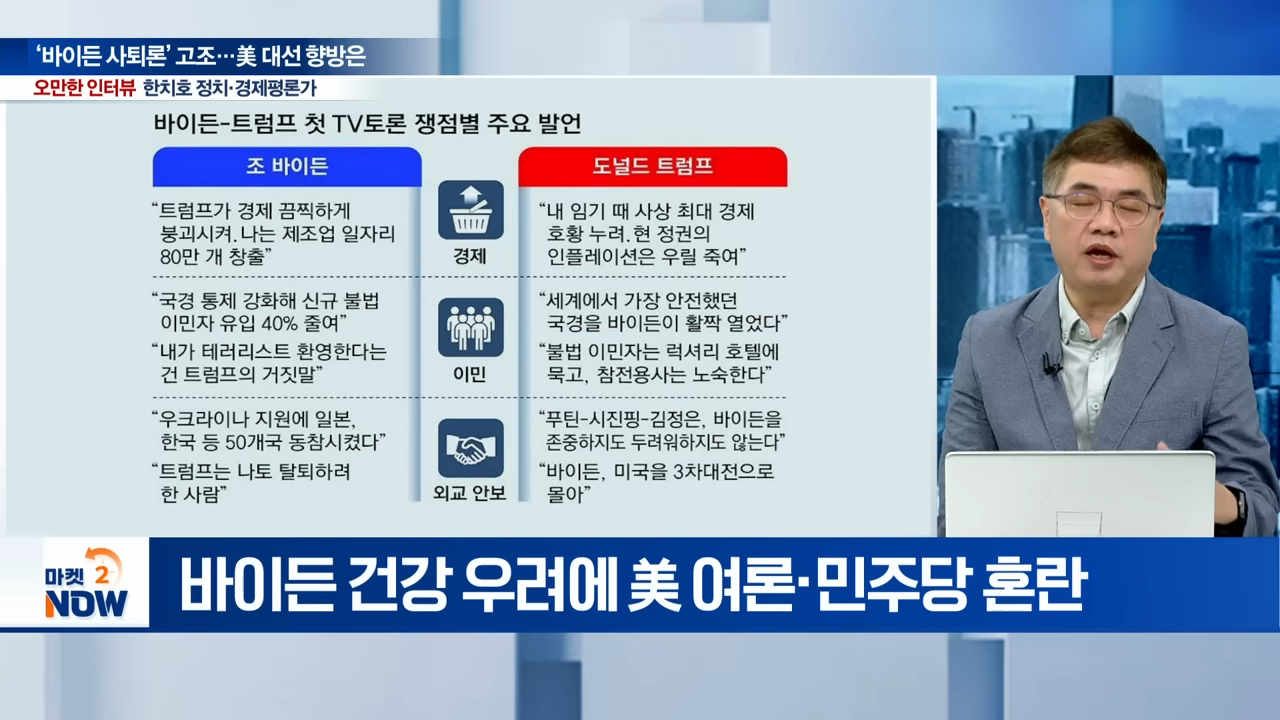 ‘바이든 사퇴론’ 고조…美 대선 향방은
오만한 인터뷰 한치호 정치·경제평론가
바이든-트럼프 첫 TV토론 쟁점별 주요 발언
조 바이든
도널드 트럼프
“트럼프가 경제 끔찍하게
붕괴시켜. 나는 제조업 일자리
80만 개 창출”
경제
“내 임기 때 사상 최대 경제
호황 누려. 현 정권의
인플레이션은 우릴 죽여”
“국경 통제 강화해 신규 불법
이민자 유입 40% 줄여”
“내가 테러리스트 환영한다는
건 트럼프의 거짓말”
이민
“세계에서 가장 안전했던
국경을 바이든이 활짝 열었다”
“불법 이민자는 럭셔리 호텔에
묵고, 참전용사는 노숙한다”
“우크라이나 지원에 일본,
한국 등 50개국 동참시켰다”
“트럼프는 나토 탈퇴하려
한 사람”
외교 안보
“푸틴-시진핑-김정은, 바이든을
존중하지도 두려워하지도 않는다”
“바이든, 미국을 3차대전으로
몰아”
마켓 2
NOW
바이든 건강 우려에 美 여론·민주당 혼란